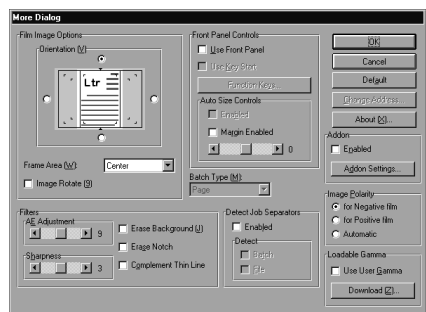 More Dialog
Film Image Options
Orientation (V)
Ltr
Frame Area (W):
Center
Image Rotate (9)
Front Panel Controls
Use Front Panel
Use Key Start
Function Keys...
Auto Size Controls
Enabled
Margin Enabled
0
Batch Type (M):
Page
OK
Cancel
Default
Change Address...
About (X)...
Addon
Enabled
Addon Settings...
Image Polarity
for Negative film
for Positive film
Automatic
Filters
AE Adjustment
9
Sharpness
3
Erase Background (J)
Erase Notch
Complement Thin Line
Detect Job Separators
Enabled
Detect
Batch
File
Loadable Gamma
Use User Gamma
Download (Z)...